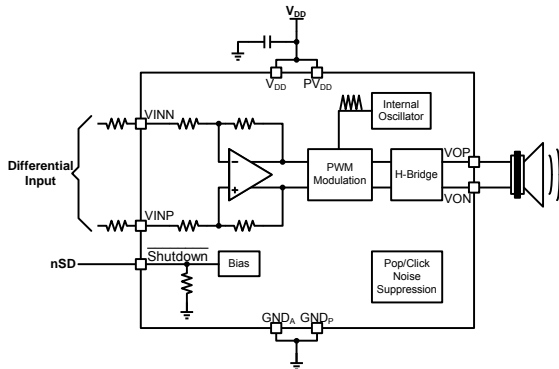 VDD
VDD PVDD
Internal
Oscillator
VINN
Differential
Input
PWM
Modulation
H-Bridge
VOP
VON
VINP
nSD
Shutdown
Bias
Pop/Click
Noise
Suppression
GNDA GNDP